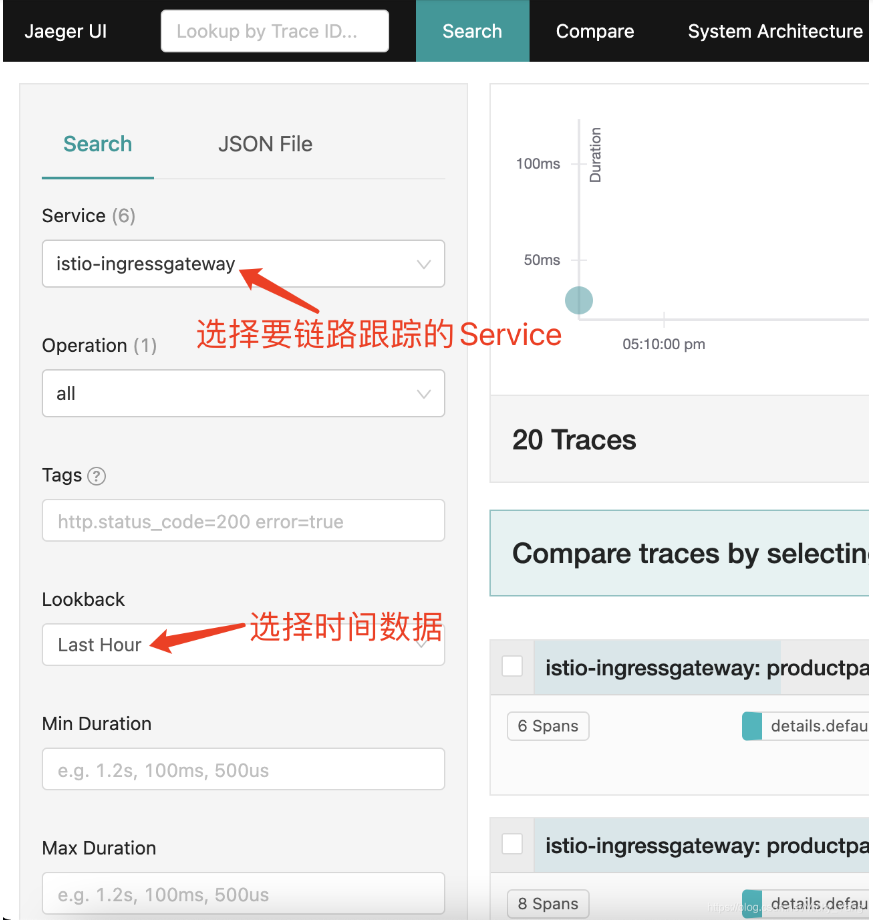 Jaeger UI
Lookup by Trace ID...
Search
Compare
System Architecture
Search
JSON File
Service (6)
istio-ingressgateway
选择要链路跟踪的Service
Operation (1)
all
Tags ?
http.status_code=200 error=true
Lookback
选择时间数据
Last Hour
Min Duration
e.g. 1.2s, 100ms, 500us
Max Duration
e.g. 1.2s, 100ms, 500us
Duration
100ms
50ms
05:10:00 pm
20 Traces
Compare traces by selectin
istio-ingressgateway: productpa
6 Spans
details.defau
istio-ingressgateway: productpa
8 Spans
details.defau